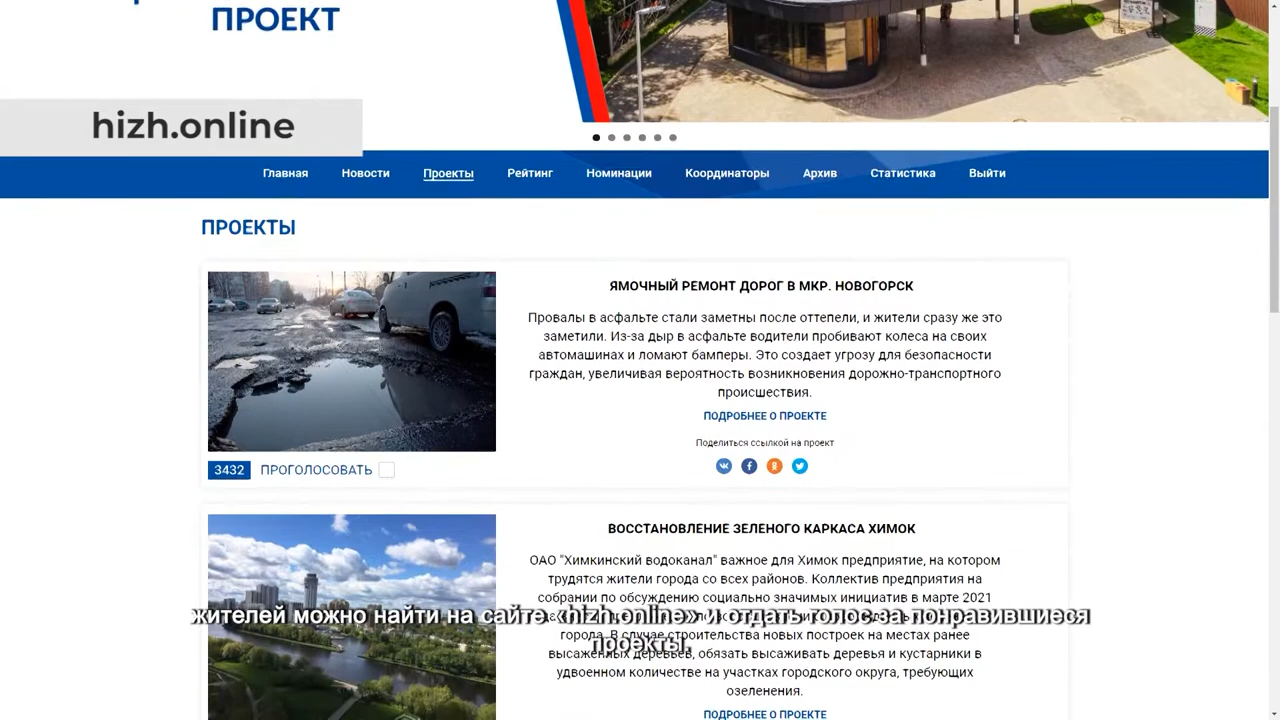 ПРОЕКТ
hizh.online
Главная Новости Проекты Рейтинг Номинации Координаторы Архив Статистика Выйти
ПРОЕКТЫ
ЯМОЧНЫЙ РЕМОНТ ДОРОГ В МКР. НОВОГОРСК
Провалы в асфальте стали заметны после оттепели, и жители сразу же это
заметили. Из-за дыр в асфальте водители пробивают колеса на своих
автомашинах и ломают бамперы. Это создает угрозу для безопасности
граждан, увеличивая вероятность возникновения дорожно-транспортного
происшествия.
ПОДРОБНЕЕ О ПРОЕКТЕ
Поделиться ссылкой на проект
3432 ПРОГОЛОСОВАТЬ
ВОССТАНОВЛЕНИЕ ЗЕЛЕНОГО КАРКАСА ХИМОК
ОАО "Химкинский водоканал" важное для Химок предприятие, на котором
трудятся жители города со всех районов. Коллектив предприятия на
собрании по обсуждению социально значимых инициатив в марте 2021
жителей можно найти на сайте «hizh.online» и отдать голос за понравившиеся
проекты.
города. В случае строительства новых построек на местах ранее
высаженных деревьев, обязать высаживать деревья и кустарники в
удвоенном количестве на участках городского округа, требующих
озеленения.
ПОДРОБНЕЕ О ПРОЕКТЕ